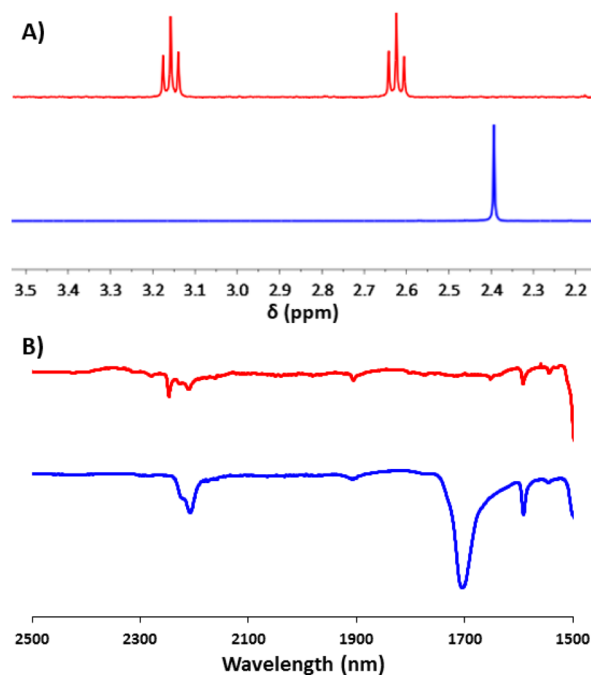 A)
3.5 3.4 3.3 3.2 3.1 3.0 2.9 2.8 2.7 2.6 2.5 2.4 2.3 2.2
δ (ppm)
B)
2500 2300 2100 1900 1700 1500
Wavelength (nm)